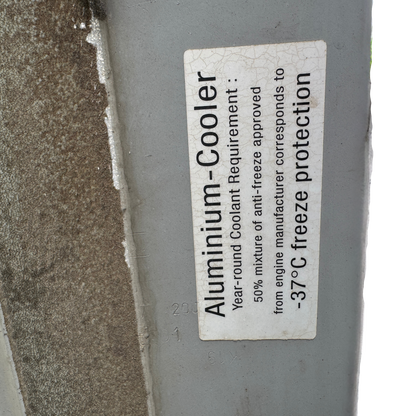 Aluminium-Cooler
Year-round Coolant Requirement :
50% mixture of anti-freeze approved
from engine manufacturer corresponds to
-37°C freeze protection